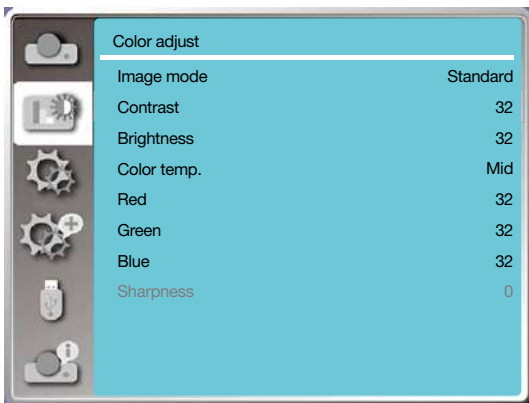 Color adjust
Image mode Standard
Contrast 32
Brightness 32
Color temp. Mid
Red 32
Green 32
Blue 32
Sharpness 0